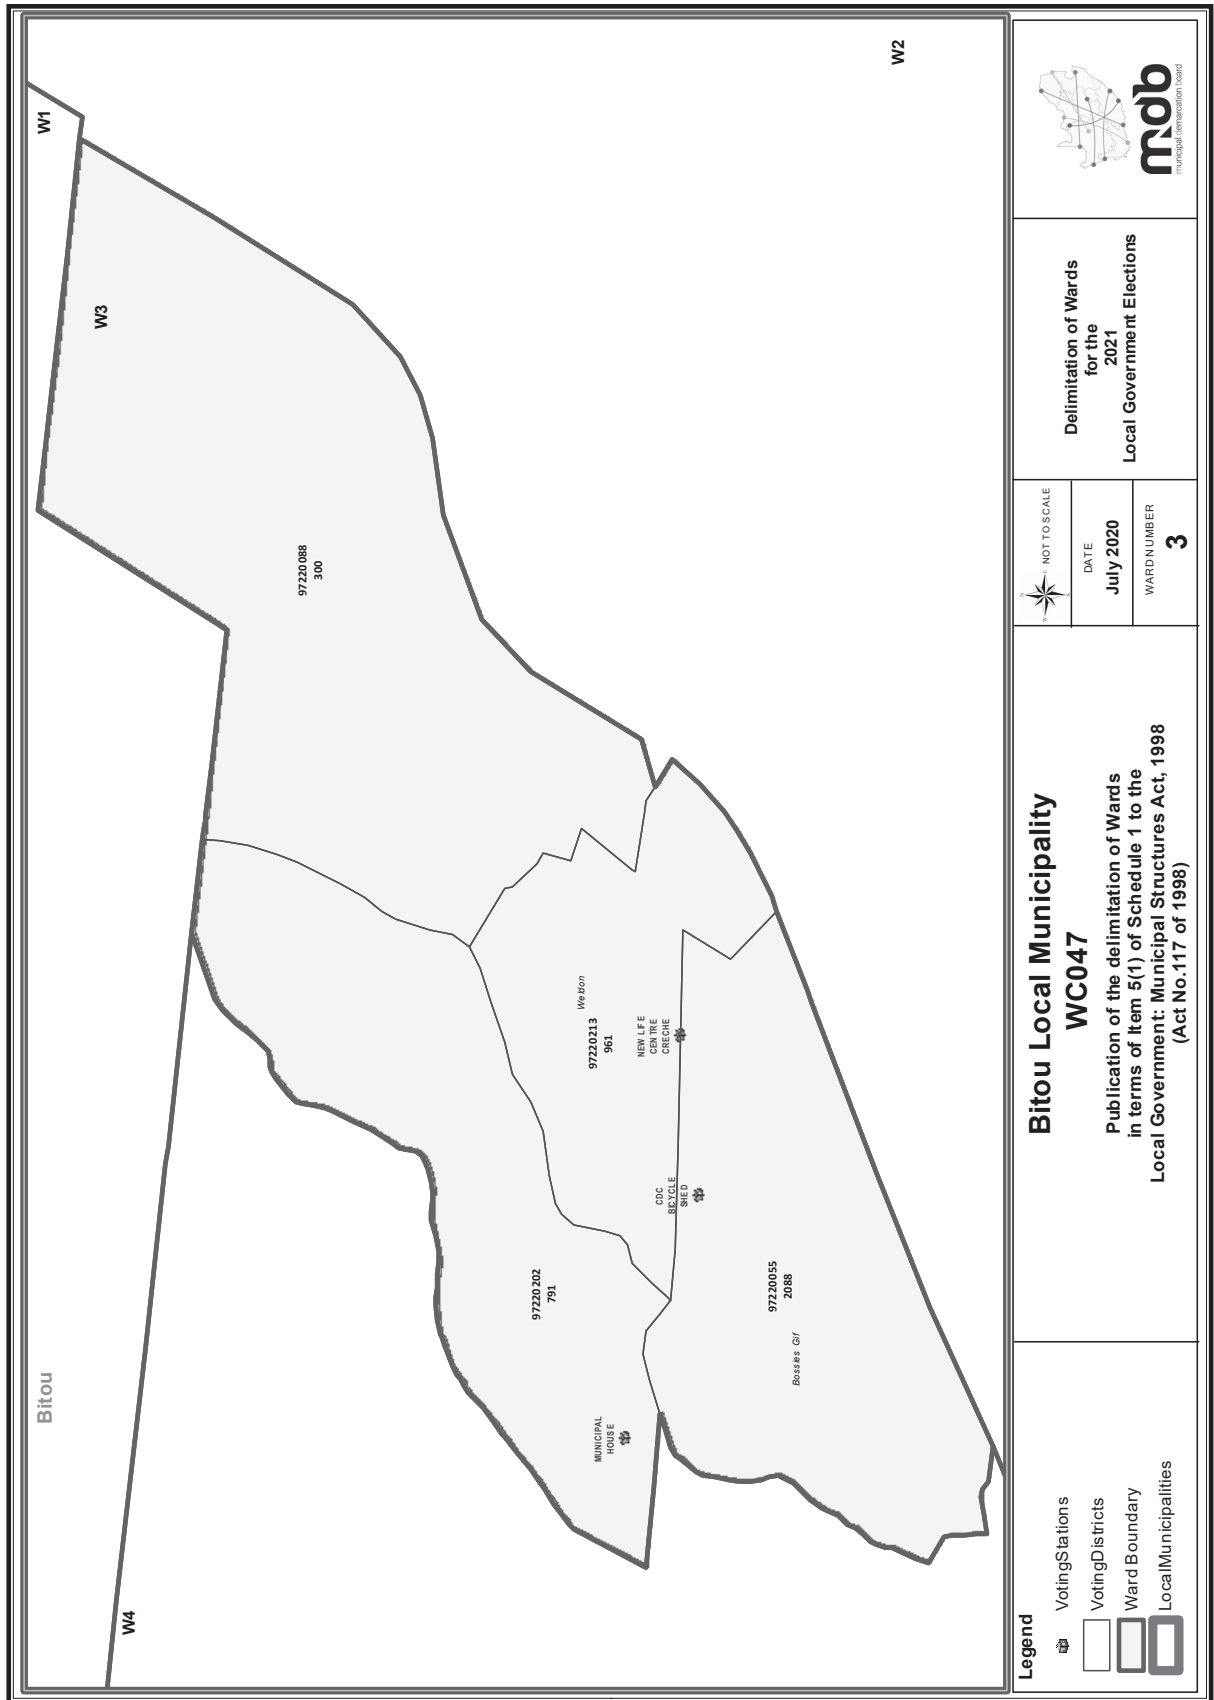 Bitou
W1
W2
W3
W4
97220088
300
Weldon
97220213
961
NEW LIFE
CENTRE
CRECHE
CDC
BICYCLE
SHED
97220202
791
MUNICIPAL
HOUSE
97220055
2088
Bossies Gif
Legend
VotingStations
VotingDistricts
Ward Boundary
LocalMunicipalities
Bitou Local Municipality
WC047
Publication of the delimitation of Wards
in terms of Item 5(1) of Schedule 1 to the
Local Government: Municipal Structures Act, 1998
(Act No.117 of 1998)
N
W
E
S
NOT TO SCALE
DATE
July 2020
WARD NUMBER
3
Delimitation of Wards
for the
2021
Local Government Elections
mdb
municipal demarcation board